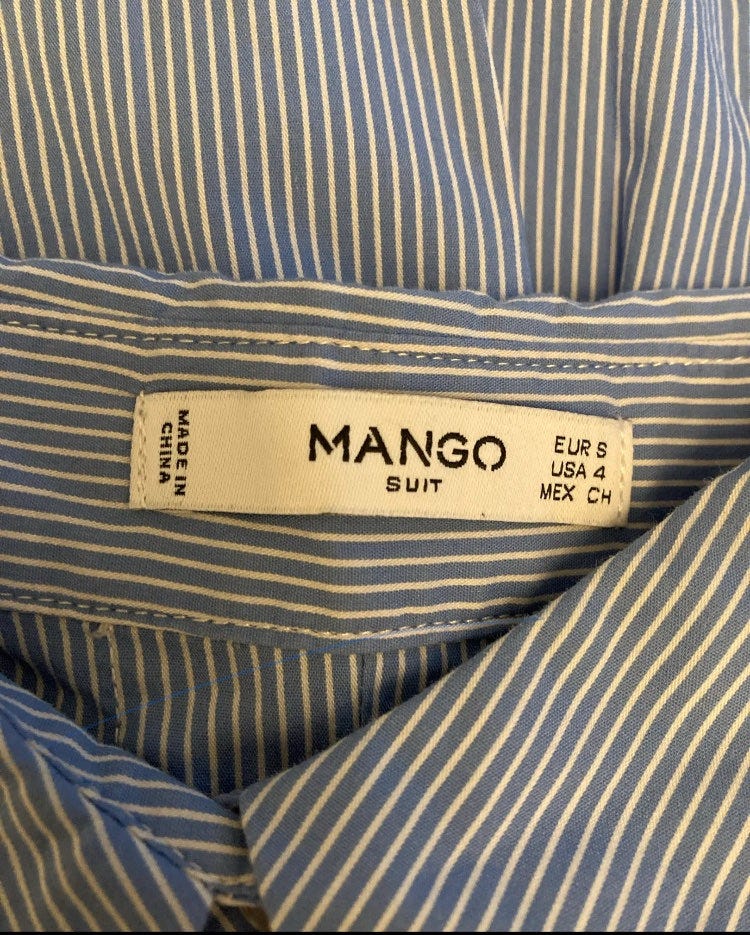 MADE IN
CHINA
MANGO
SUIT
EUR S
USA 4
MEX CH